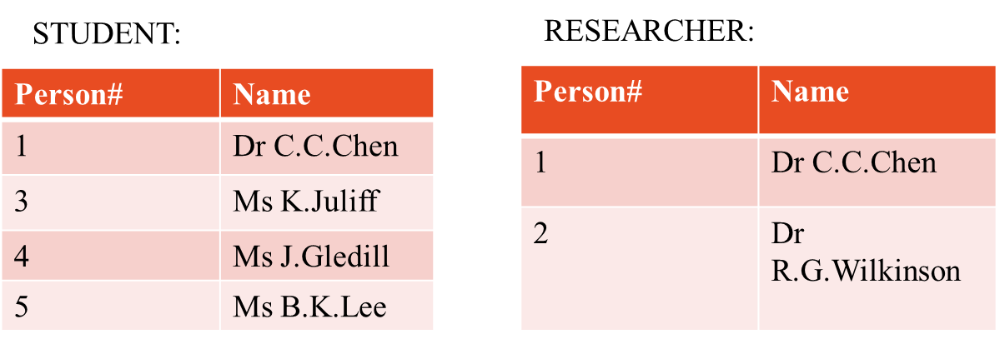 STUDENT:
Person# Name
1 Dr C.C.Chen
3 Ms K.Juliff
4 Ms J.Gledill
5 Ms B.K.Lee
RESEARCHER:
Person# Name
1 Dr C.C.Chen
2 Dr
R.G.Wilkinson